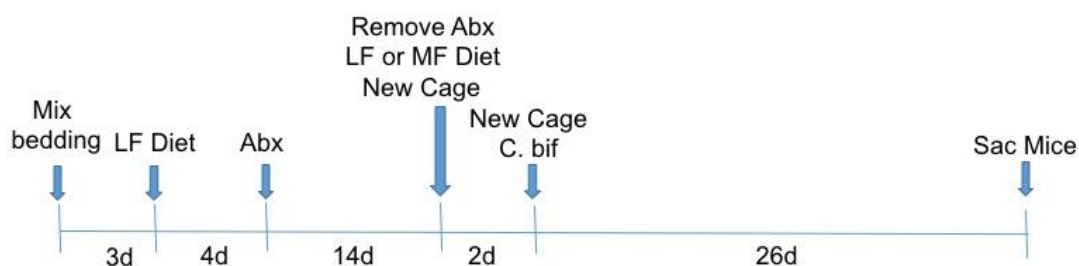 Mix
bedding
LF Diet
Abx
Remove Abx
LF or MF Diet
New Cage
New Cage
C. bif
Sac Mice
3d
4d
14d
2d
26d